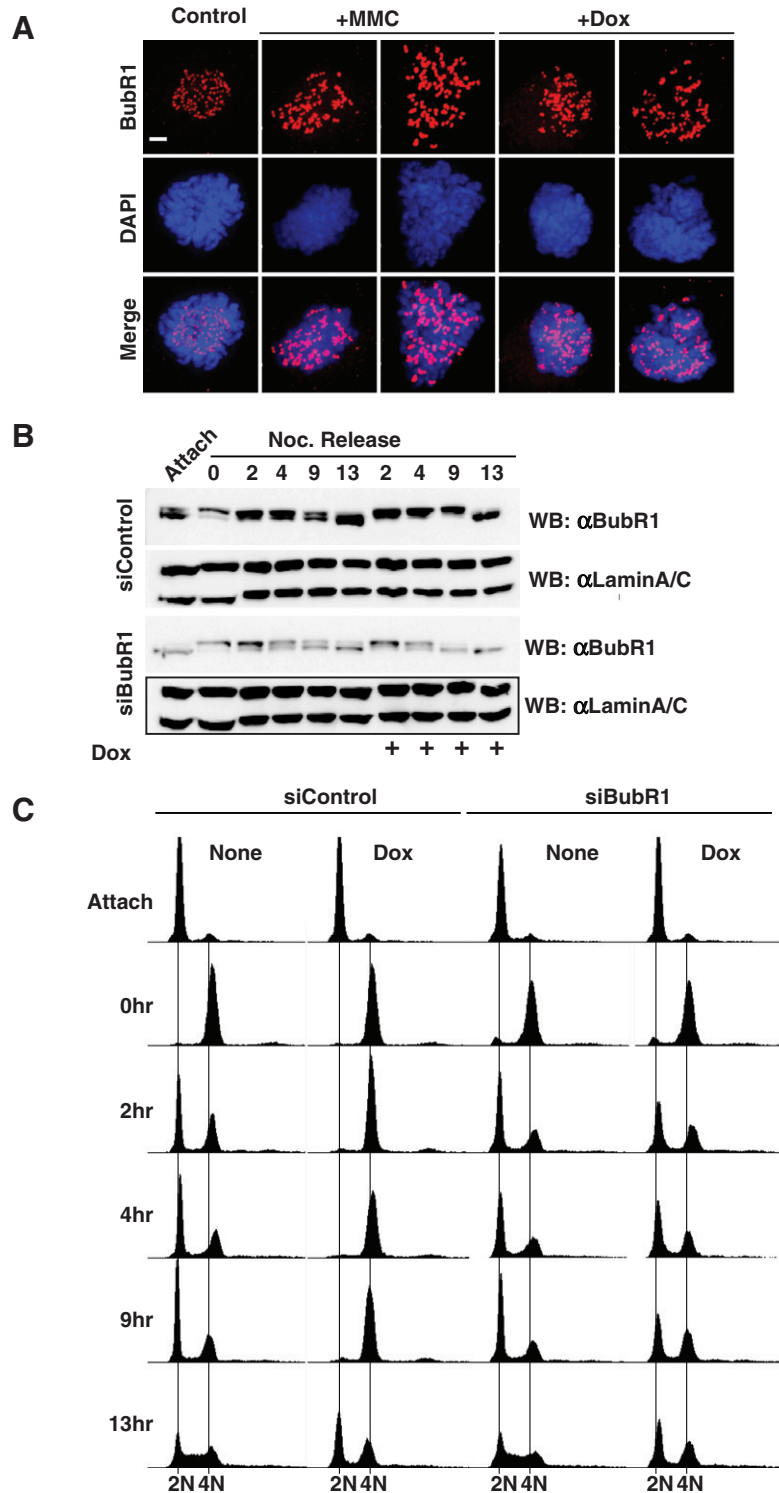 A
Control +MMC +Dox
BubR1
DAPI
Merge
B
Attach Noc. Release
0 2 4 9 13 2 4 9 13
siControl
WB: αBubR1
WB: αLaminA/C
siBubR1
WB: αBubR1
WB: αLaminA/C
Dox + + + +
C
siControl siBubR1
None Dox None Dox
Attach
0hr
2hr
4hr
9hr
13hr
2N 4N 2N 4N 2N 4N 2N 4N